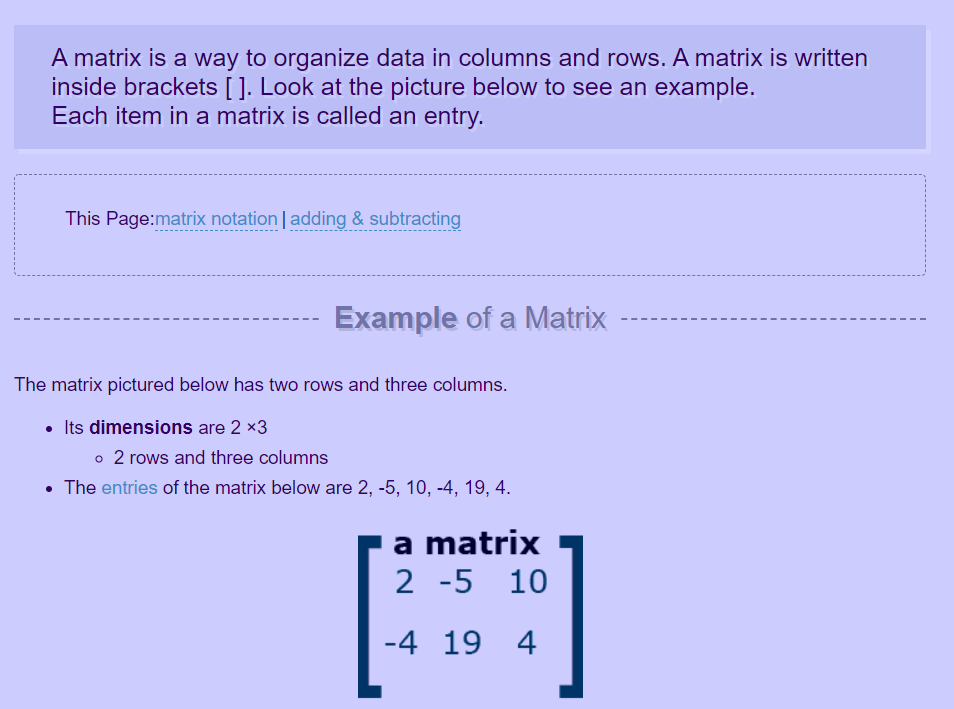 A matrix is a way to organize data in columns and rows. A matrix is written
inside brackets [ ]. Look at the picture below to see an example.
Each item in a matrix is called an entry.
This Page:matrix notation | adding & subtracting
Example of a Matrix
The matrix pictured below has two rows and three columns.
• Its dimensions are 2 ×3
◦ 2 rows and three columns
• The entries of the matrix below are 2, -5, 10, -4, 19, 4.
a matrix
2 -5 10
-4 19 4